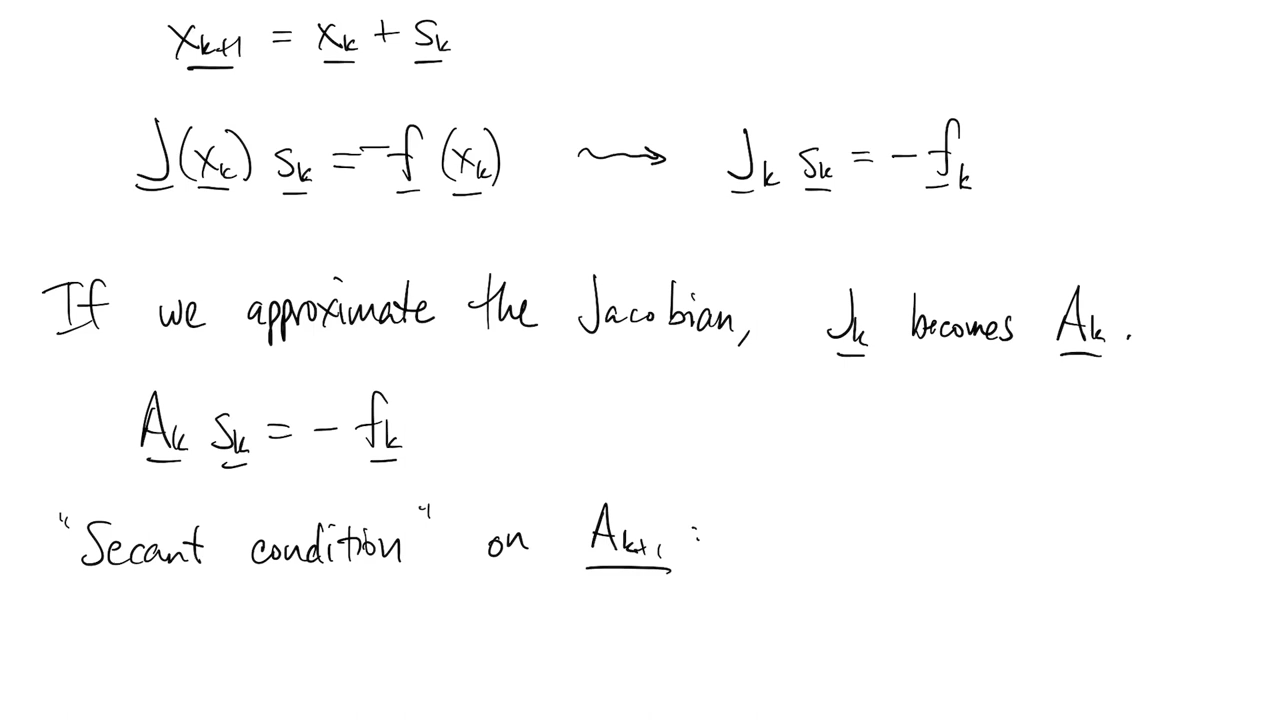 x_{k+1} = x_k + s_k
J(x_k) s_k = -f(x_k) ⇝ J_k s_k = -f_k
If we approximate the Jacobian, J_k becomes A_k.
A_k s_k = -f_k
"Secant condition" on A_{k+1}: